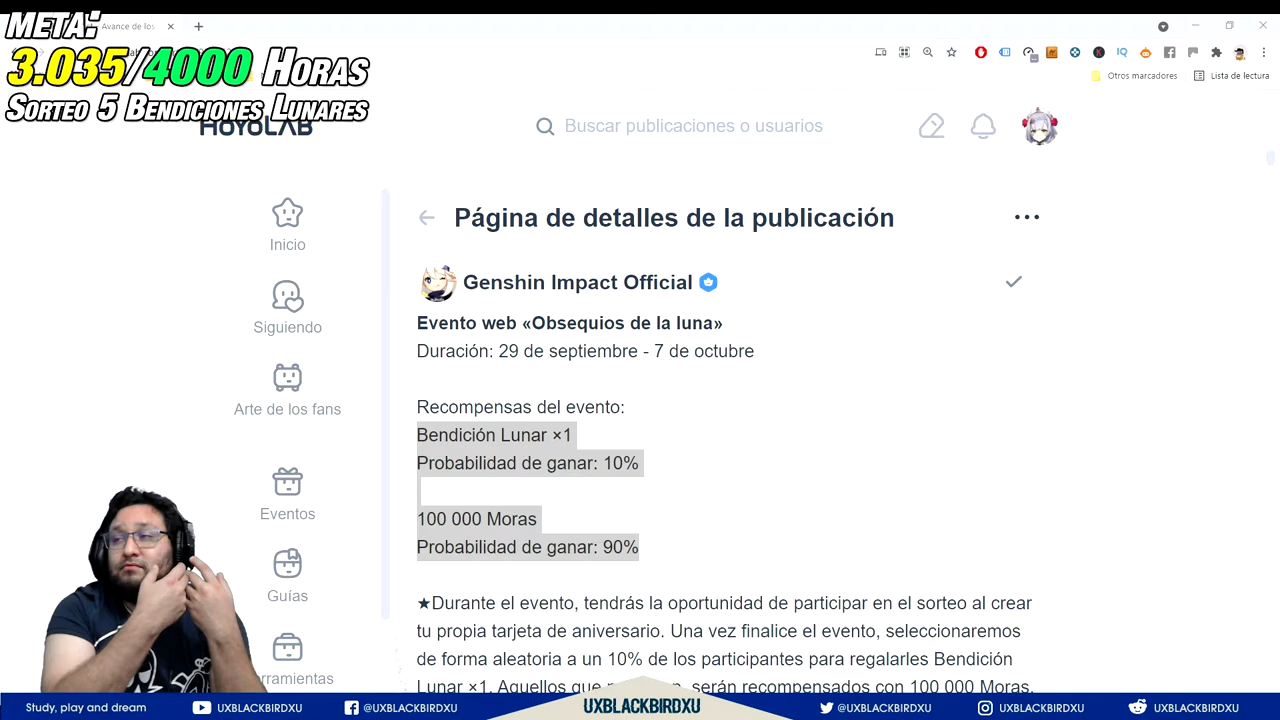 META:
Avance de los
3.035/4000 HORAS
SORTEO 5 BENDICIONES LUNARES
Otros marcadores
Lista de lectura
HOYOLAB
Buscar publicaciones o usuarios
Inicio
Siguiendo
Arte de los fans
Eventos
Guías
rramientas
Página de detalles de la publicación
Genshin Impact Official
Evento web «Obsequios de la luna»
Duración: 29 de septiembre - 7 de octubre
Recompensas del evento:
Bendición Lunar ×1
Probabilidad de ganar: 10%
100 000 Moras
Probabilidad de ganar: 90%
★Durante el evento, tendrás la oportunidad de participar en el sorteo al crear
tu propia tarjeta de aniversario. Una vez finalice el evento, seleccionaremos
de forma aleatoria a un 10% de los participantes para regalarles Bendición
Lunar ×1. Aquellos que serán recompensados con 100 000 Moras.
Study, play and dream
UXBLACKBIRDXU
@UXBLACKBIRDXU
UXBLACKBIRDXU
@UXBLACKBIRDXU
UXBLACKBIRDXU
UXBLACKBIRDXU